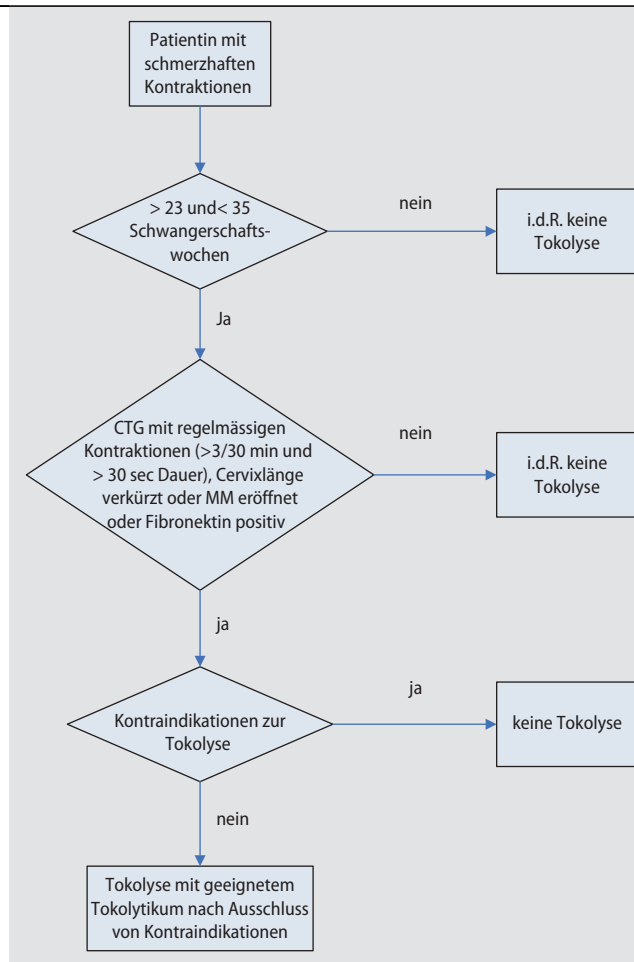 Patientin mit
schmerzhaften
Kontraktionen
> 23 und< 35
Schwangerschafts-
wochen
nein
i.d.R. keine
Tokolyse
Ja
CTG mit regelmässigen
Kontraktionen (>3/30 min und
> 30 sec Dauer), Cervixlänge
verkürzt oder MM eröffnet
oder Fibronektin positiv
nein
i.d.R. keine
Tokolyse
ja
Kontraindikationen zur
Tokolyse
ja
keine Tokolyse
nein
Tokolyse mit geeignetem
Tokolytikum nach Ausschluss
von Kontraindikationen